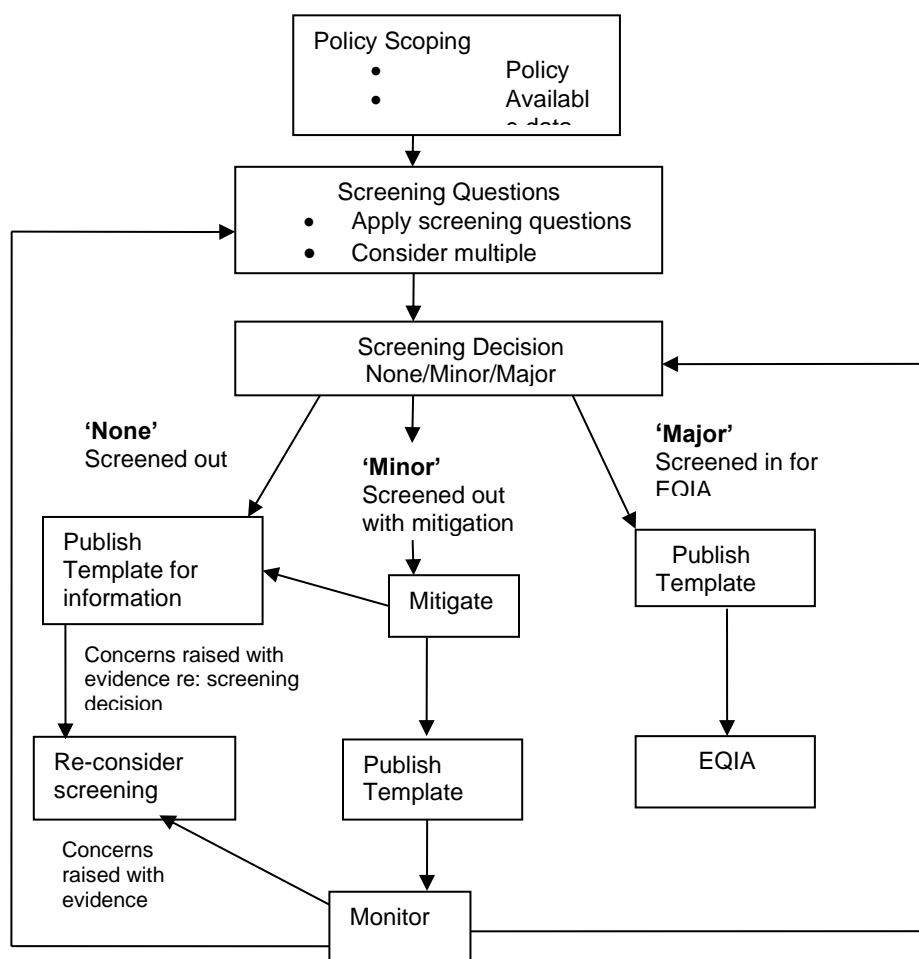 Policy Scoping
• Policy
• Availabl
Screening Questions
• Apply screening questions
• Consider multiple
Screening Decision
None/Minor/Major
‘None’
Screened out
‘Minor’
Screened out
with mitigation
‘Major’
Screened in for
EQIA
Publish
Template for
information
Mitigate
Publish
Template
Concerns raised with
evidence re: screening
decision
Re-consider
screening
Publish
Template
EQIA
Concerns
raised with
evidence
Monitor